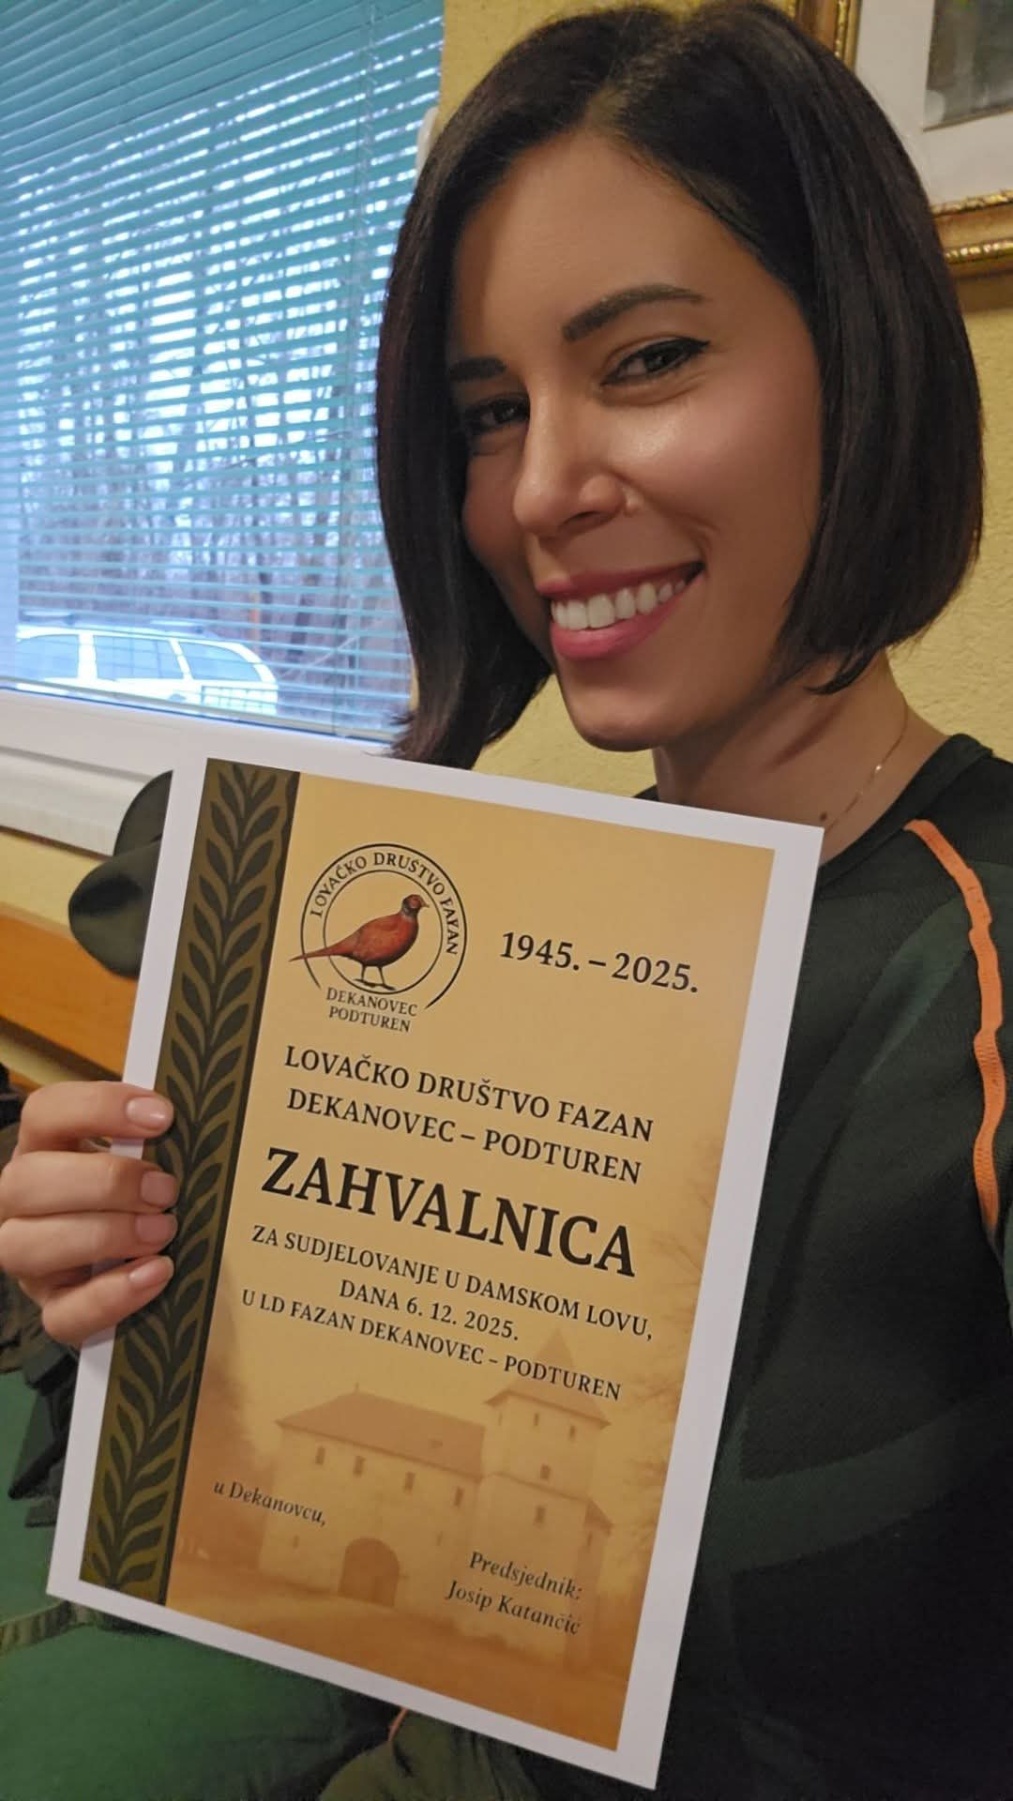 LOVAČKO DRUŠTVO FAZAN
DEKANOVEC
PODTUREN
1945. – 2025.
LOVAČKO DRUŠTVO FAZAN
DEKANOVEC – PODTUREN
ZAHVALNICA
ZA SUDJELOVANJE U DAMSKOM LOVU,
DANA 6. 12. 2025.
U LD FAZAN DEKANOVEC – PODTUREN
u Dekanovcu,
Predsjednik:
Josip Katančić